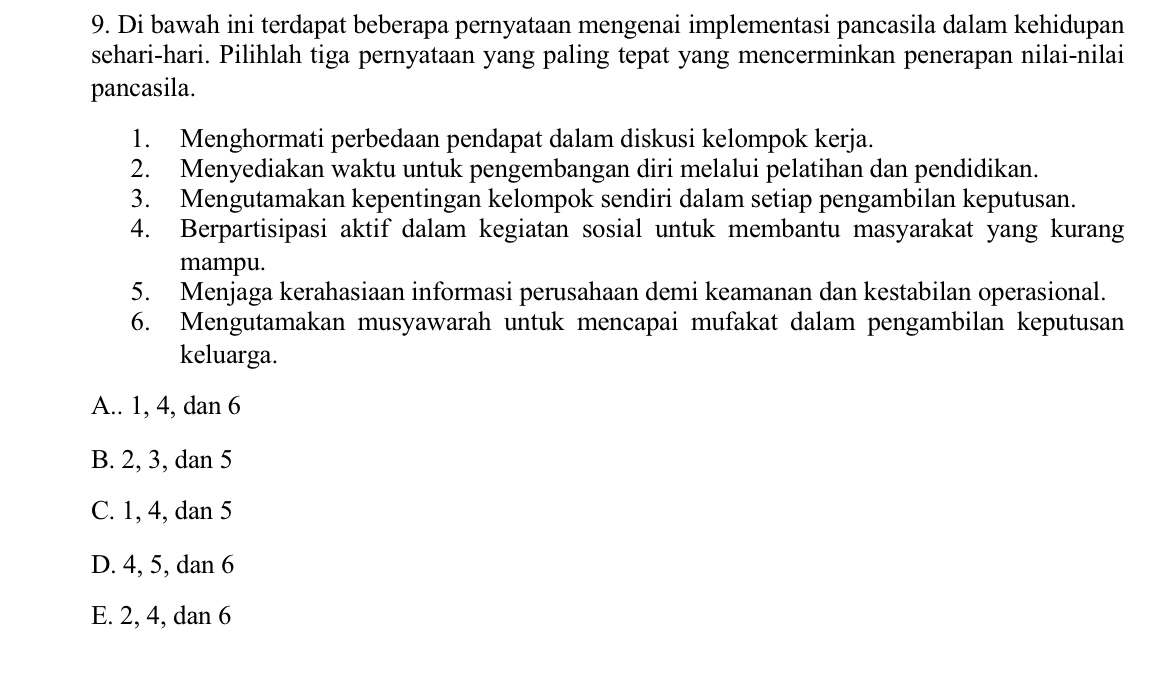 9. Di bawah ini terdapat beberapa pernyataan mengenai implementasi pancasila dalam kehidupan
sehari-hari. Pilihlah tiga pernyataan yang paling tepat yang mencerminkan penerapan nilai-nilai
pancasila.
1. Menghormati perbedaan pendapat dalam diskusi kelompok kerja.
2. Menyediakan waktu untuk pengembangan diri melalui pelatihan dan pendidikan.
3. Mengutamakan kepentingan kelompok sendiri dalam setiap pengambilan keputusan.
4. Berpartisipasi aktif dalam kegiatan sosial untuk membantu masyarakat yang kurang
mampu.
5. Menjaga kerahasiaan informasi perusahaan demi keamanan dan kestabilan operasional.
6. Mengutamakan musyawarah untuk mencapai mufakat dalam pengambilan keputusan
keluarga.
A.. 1, 4, dan 6
B. 2, 3, dan 5
C. 1, 4, dan 5
D. 4, 5, dan 6
E. 2, 4, dan 6